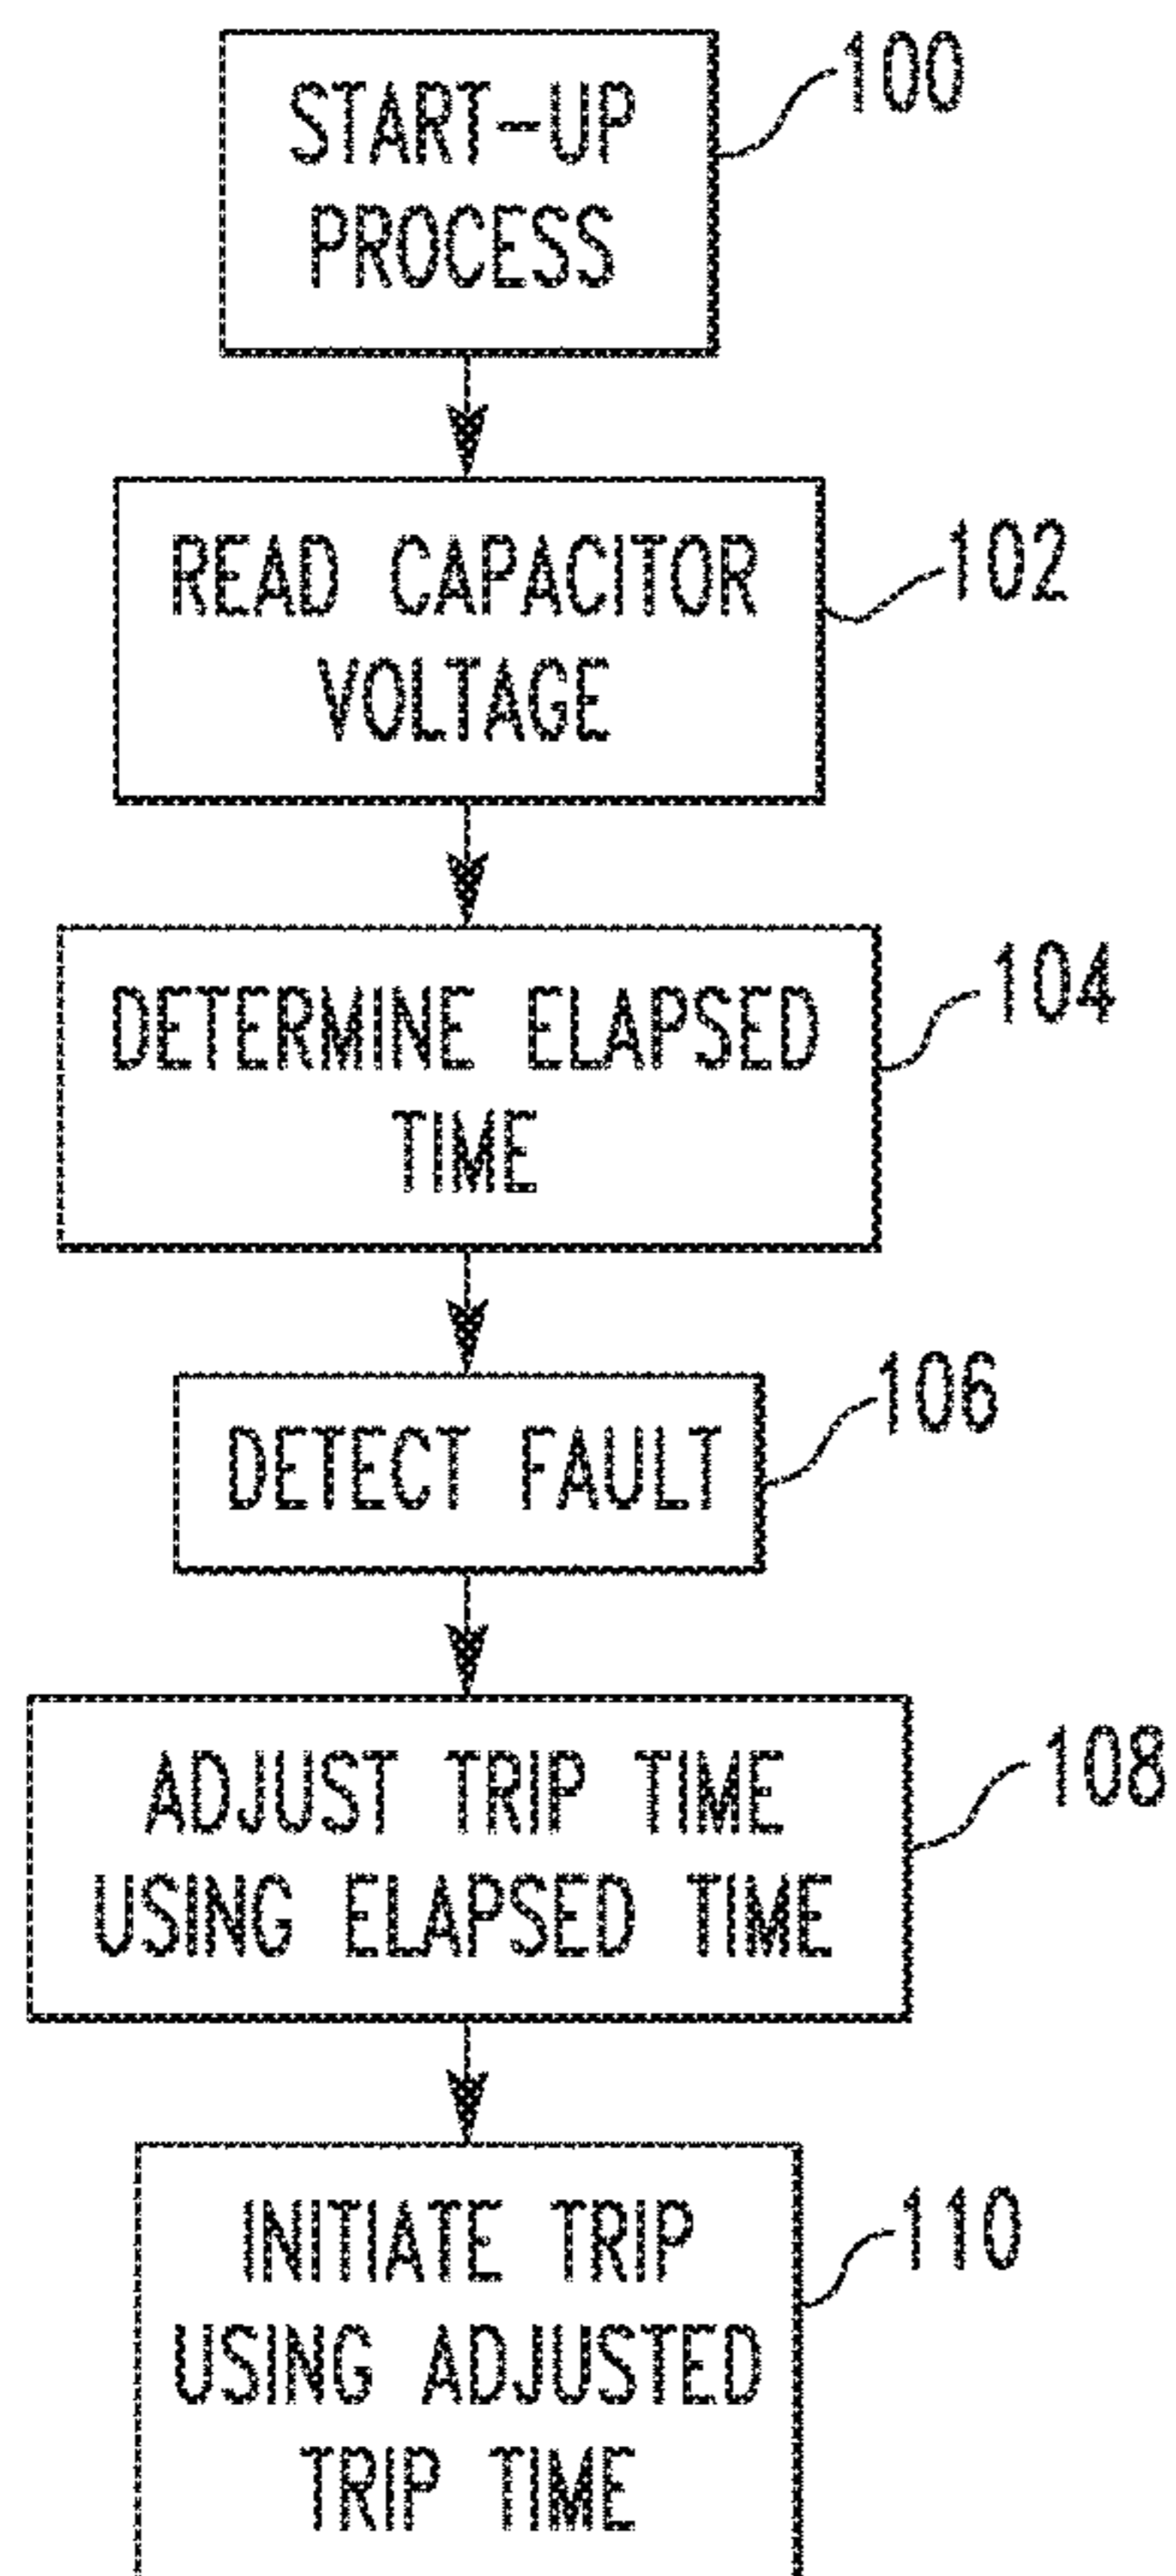 START-UP
PROCESS
100
READ CAPACITOR
VOLTAGE
102
DETERMINE ELAPSED
TIME
104
DETECT FAULT
106
ADJUST TRIP TIME
USING ELAPSED TIME
108
INITIATE TRIP
USING ADJUSTED
TRIP TIME
110